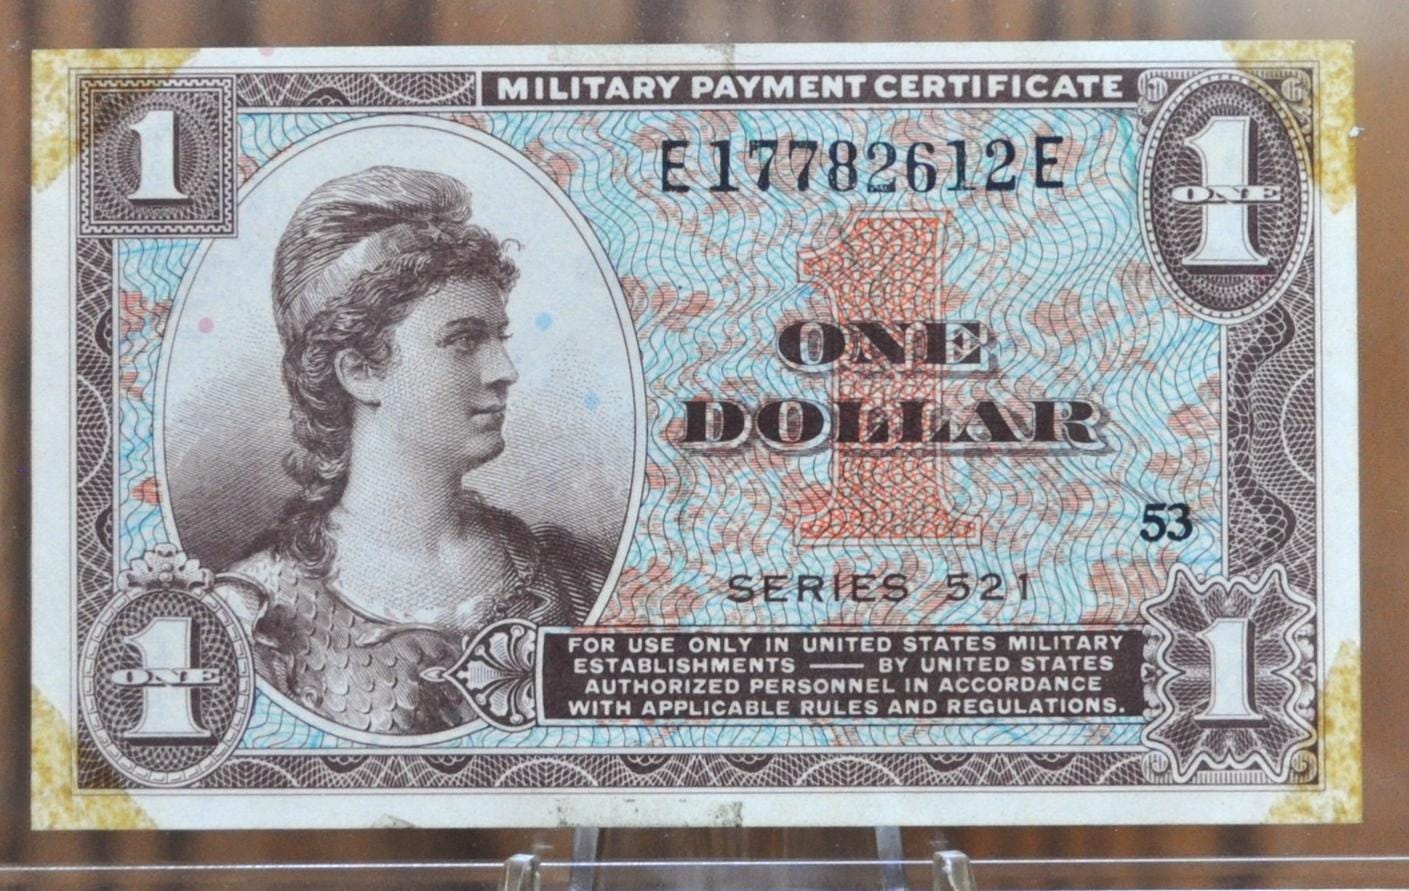 1
MILITARY PAYMENT CERTIFICATE
1
ONE
E17782612E
1
ONE
DOLLAR
53
SERIES 521
1
ONE
FOR USE ONLY IN UNITED STATES MILITARY
ESTABLISHMENTS — BY UNITED STATES
AUTHORIZED PERSONNEL IN ACCORDANCE
WITH APPLICABLE RULES AND REGULATIONS.
1